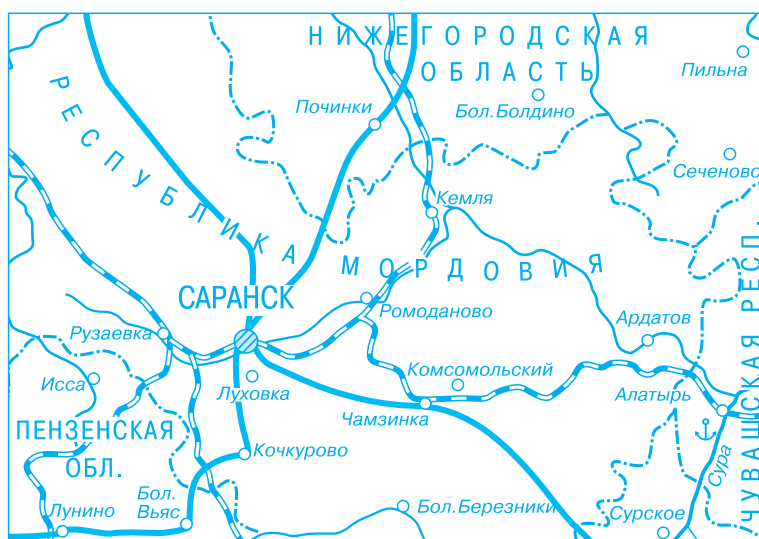 НИЖЕГОРОДСКАЯ
ОБЛАСТЬ
Пильна
Починки
Бол.Болдино
Сеченово
РЕСПУБЛИКА МОРДОВИЯ
Кемля
САРАНСК
Ромоданово
Рузаевка
Ардатов
Исса
Луховка
Комсомольский
Алатырь
Чамзинка
ПЕНЗЕНСКАЯ
ОБЛ.
Кочкурово
Сура
ЧУВАШСКАЯ РЕСП.
Бол.
Вьяс
Лунино
Бол.Березники
Сурское